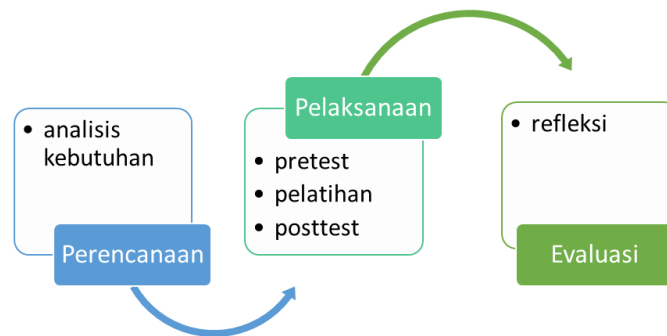 • analisis
kebutuhan
Perencanaan
Pelaksanaan
• pretest
• pelatihan
• posttest
• refleksi
Evaluasi